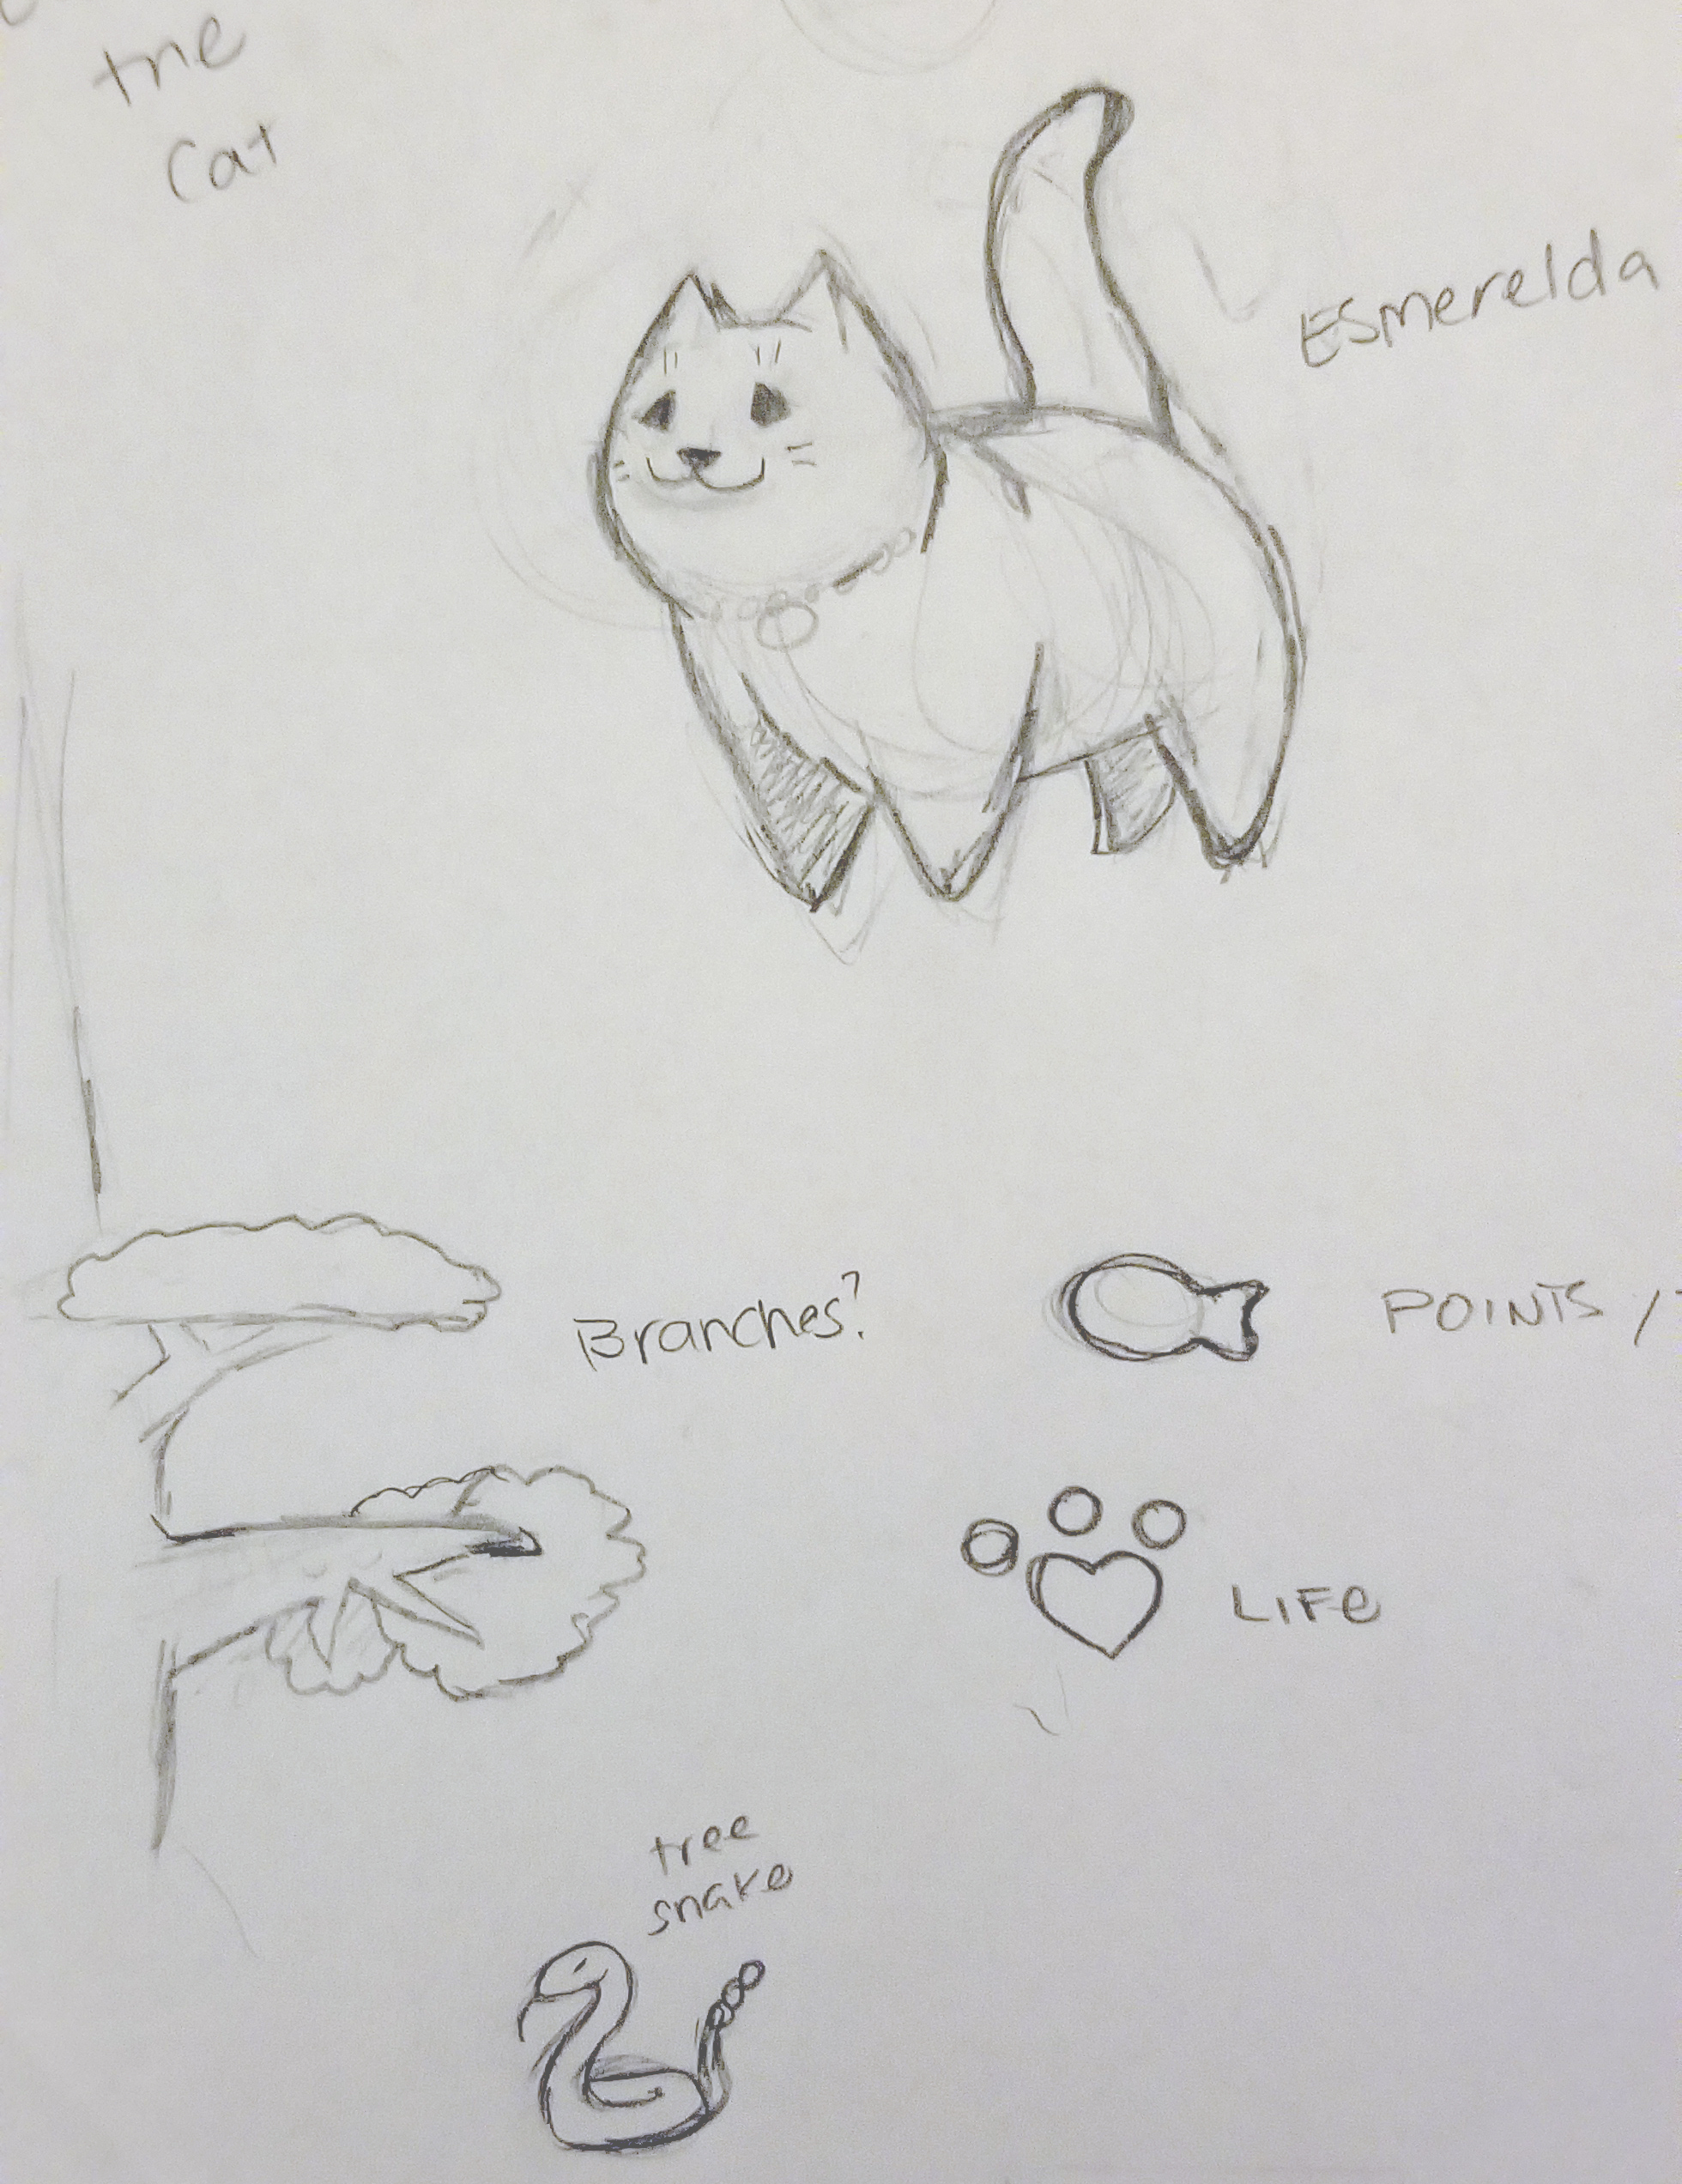 the
Cat
Esmerelda
Branches?
POINTS /
LIFe
tree
snake